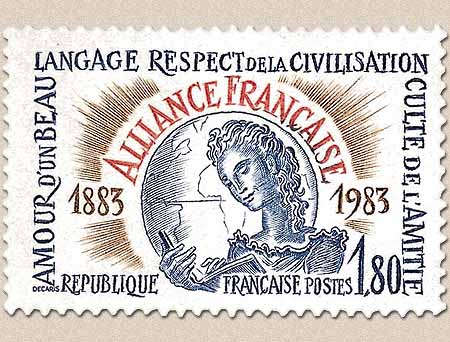 AMOUR D'UN BEAU
LANGAGE RESPECT DE LA CIVILISATION
CULTE DE L'AMITIÉ
ALLIANCE FRANÇAISE
1883
1983
DECARIS
REPUBLIQUE FRANÇAISE POSTES 1,80